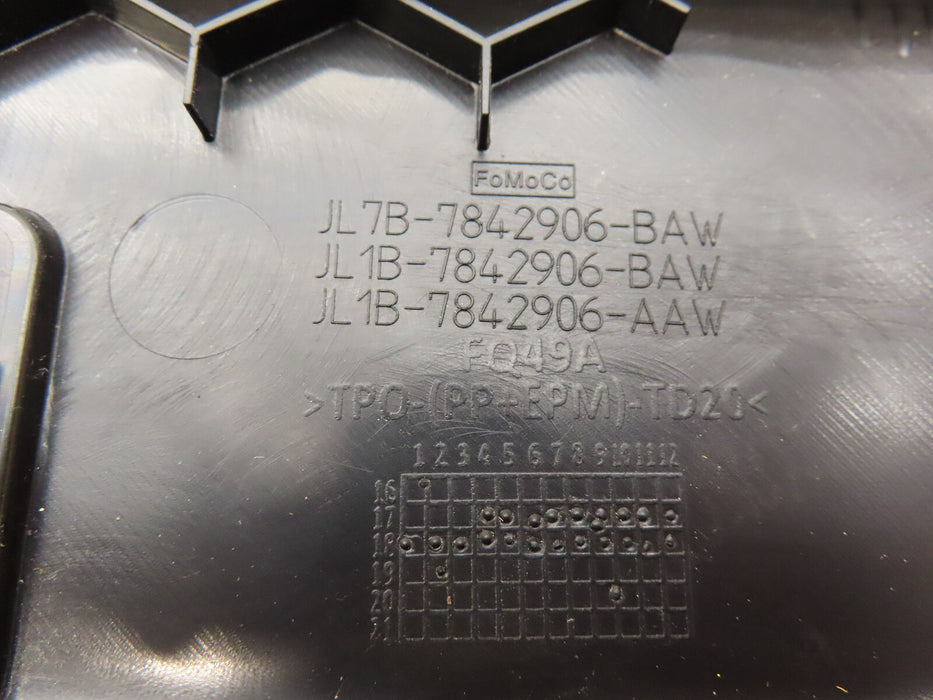 FoMoCo
JL7B-7842906-BAW
JL1B-7842906-BAW
JL1B-7842906-AAW
FQ49A
>TPO-(PP+EPM)-TD20<
1 2 3 4 5 6 7 8 9 10 11 12
16
17
18
19
20
21